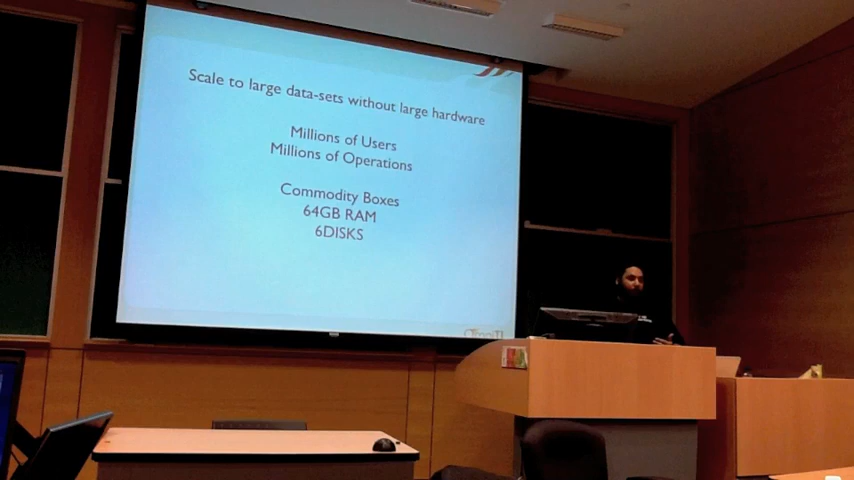 Scale to large data-sets without large hardware
Millions of Users
Millions of Operations
Commodity Boxes
64GB RAM
6DISKS